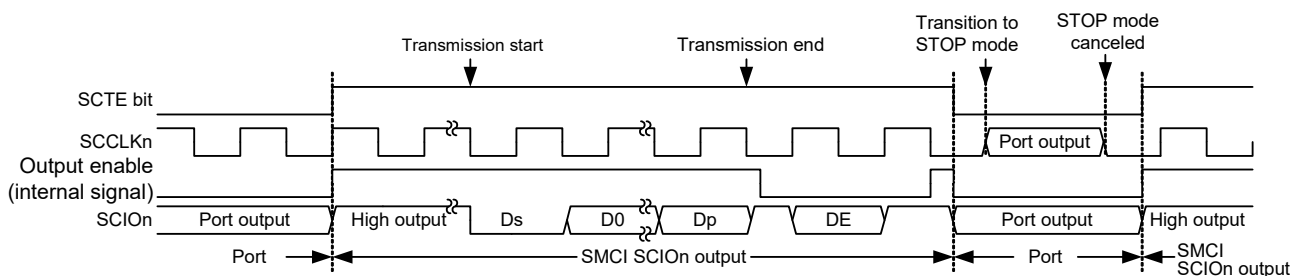 Transmission start
Transmission end
Transition to
STOP mode
STOP mode
canceled
SCTE bit
SCCLKn
Port output
Output enable
(internal signal)
SCIOn
Port output
High output
Ds
D0
Dp
DE
Port output
High output
Port
SMCI SCIOn output
Port
SMCI
SCIOn output